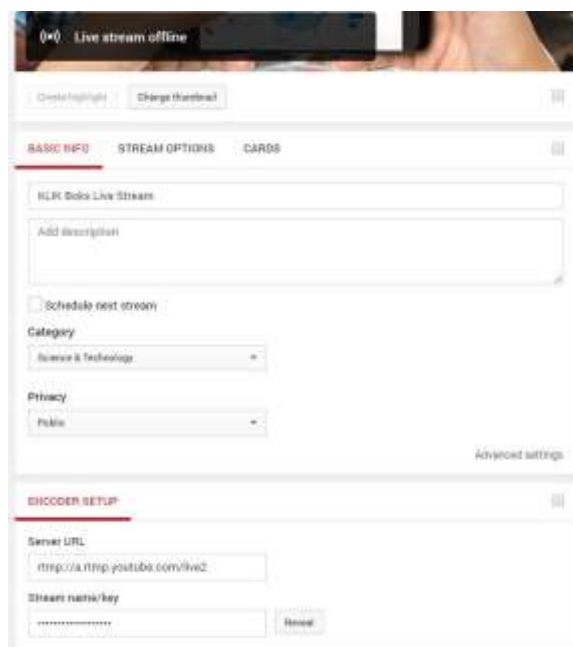 Live stream offline
Create highlight
Change thumbnail
BASIC INFO STREAM OPTIONS CARDS
KLIK Boks Live Stream
Add description
Schedule next stream
Category
Science & Technology
Privacy
Public
Advanced settings
ENCODER SETUP
Server URL
rtmp://a.rtmp.youtube.com/live2
Stream name/key
••••••••••••••••••• Reveal